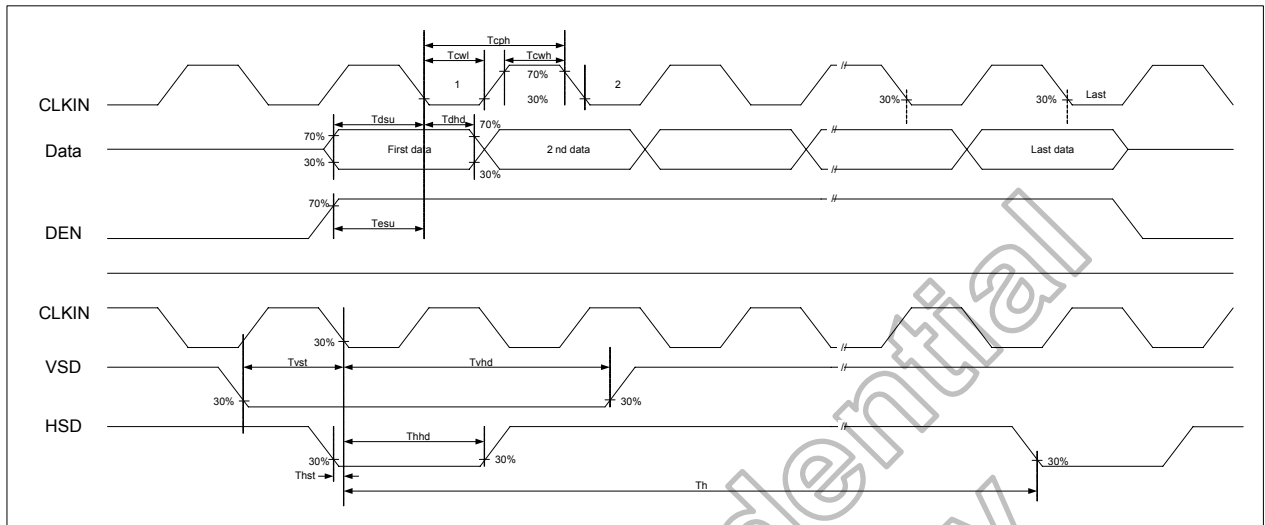 Tcph
Tcwl
Tcwh
1
70%
2
30%
30%
30%
Last
CLKIN
Tdsu
Tdhd
70%
70%
Data
First data
2 nd data
Last data
30%
30%
70%
Tesu
DEN
CLKIN
30%
Tvst
Tvhd
VSD
30%
30%
HSD
Thhd
30%
30%
30%
Thst
Th